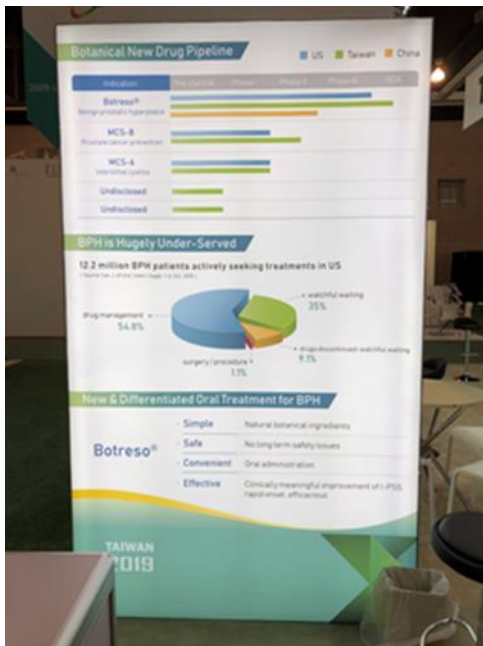 Botanical New Drug Pipeline
US Taiwan China
Indication Pre-clinical Phase I Phase II Phase III NDA
Botreso®
Benign prostatic hyperplasia
MCS-8
Prostate cancer prevention
MCS-4
Interstitial cystitis
Undisclosed
Undisclosed
BPH is Hugely Under-Served
12.2 million BPH patients actively seeking treatments in US
watchful waiting
35%
drug management
54.8%
drugs discontinued-watchful waiting
9.1%
surgery / procedure
1.1%
New & Differentiated Oral Treatment for BPH
Botreso®
Simple Natural botanical ingredients
Safe No long term safety issues
Convenient Oral administration
Effective Clinically meaningful improvement of I-PSS,
rapid onset, efficacious
TAIWAN
2019